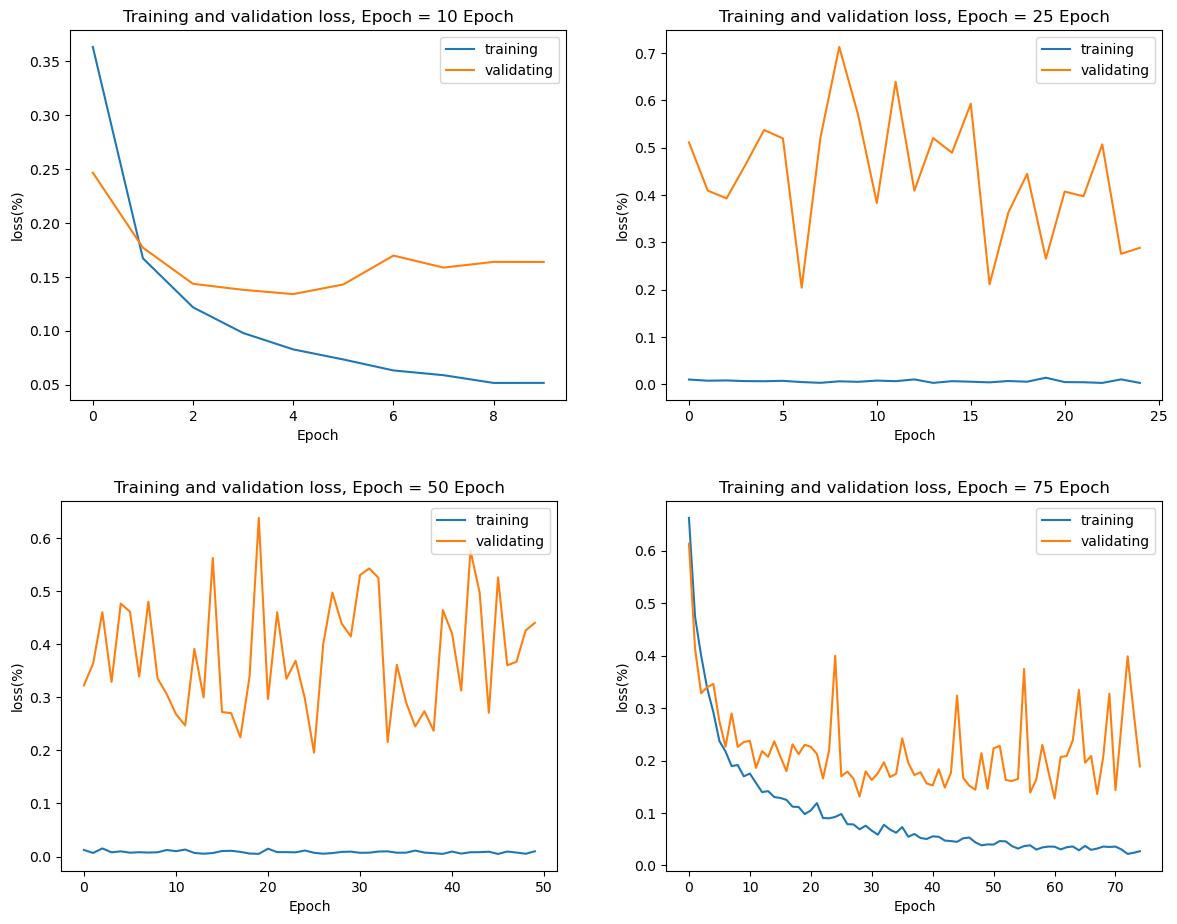 Training and validation loss, Epoch = 10 Epoch
training
validating
loss(%)
0.35
0.30
0.25
0.20
0.15
0.10
0.05
0 2 4 6 8
Epoch
Training and validation loss, Epoch = 25 Epoch
training
validating
loss(%)
0.7
0.6
0.5
0.4
0.3
0.2
0.1
0.0
0 5 10 15 20 25
Epoch
Training and validation loss, Epoch = 50 Epoch
training
validating
loss(%)
0.6
0.5
0.4
0.3
0.2
0.1
0.0
0 10 20 30 40 50
Epoch
Training and validation loss, Epoch = 75 Epoch
training
validating
loss(%)
0.6
0.5
0.4
0.3
0.2
0.1
0.0
0 10 20 30 40 50 60 70
Epoch